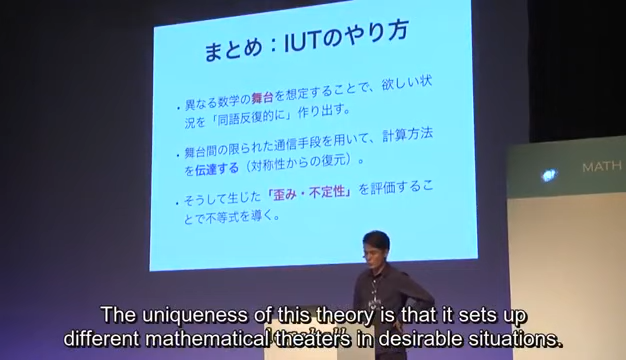 まとめ：IUTのやり方
• 異なる数学の舞台を想定することで、欲しい状
況を「同語反復的に」作り出す。
• 舞台間の限られた通信手段を用いて、計算方法
を伝達する（対称性からの復元）。
• そうして生じた「歪み・不定性」を評価するこ
とで不等式を導く。
MATH
The uniqueness of this theory is that it sets up
different mathematical theaters in desirable situations.